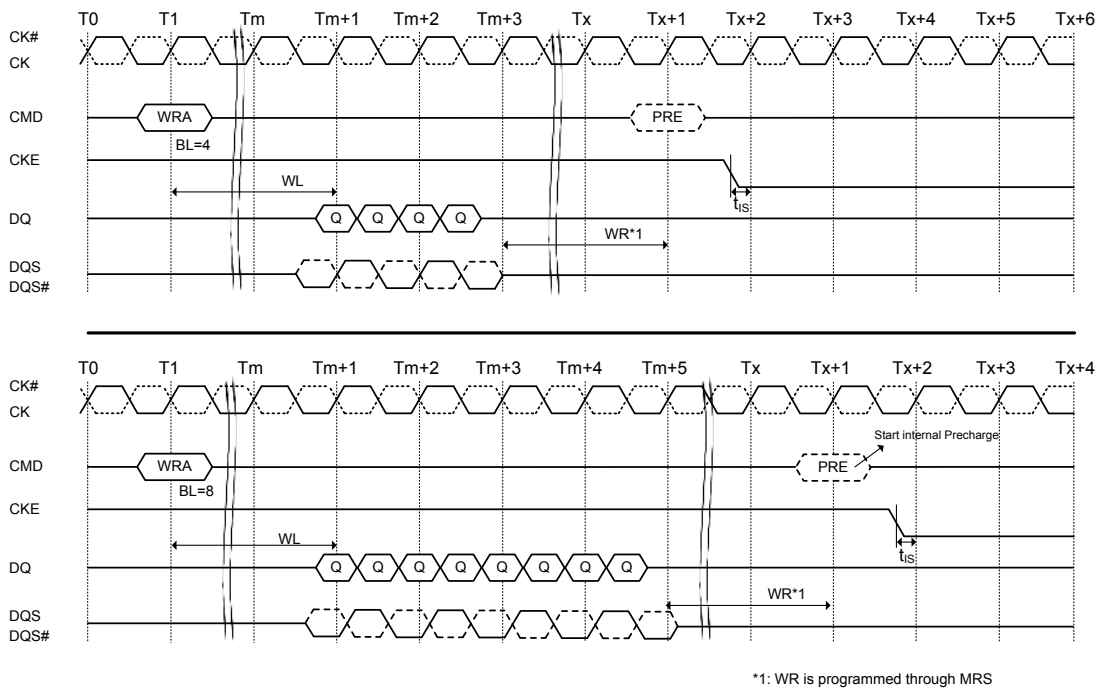 T0 T1 Tm Tm+1 Tm+2 Tm+3 Tx Tx+1 Tx+2 Tx+3 Tx+4 Tx+5 Tx+6
CK#
CK
CMD WRA PRE
BL=4
CKE
WL tIS
DQ Q Q Q Q
WR*1
DQS
DQS#
T0 T1 Tm Tm+1 Tm+2 Tm+3 Tm+4 Tm+5 Tx Tx+1 Tx+2 Tx+3 Tx+4
CK#
CK
Start internal Precharge
CMD WRA PRE
BL=8
CKE
WL tIS
DQ Q Q Q Q Q Q Q Q
WR*1
DQS
DQS#
*1: WR is programmed through MRS